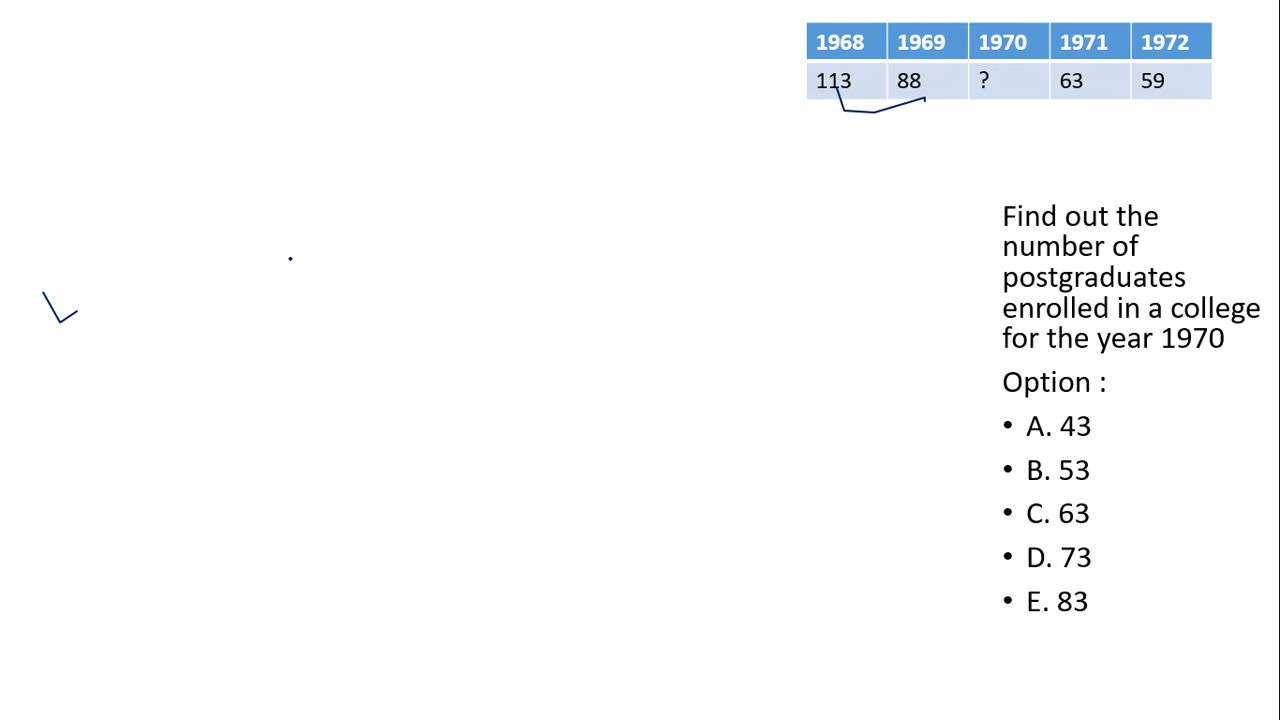 1968 1969 1970 1971 1972
113 88 ? 63 59
Find out the
number of
postgraduates
enrolled in a college
for the year 1970
Option :
• A. 43
• B. 53
• C. 63
• D. 73
• E. 83